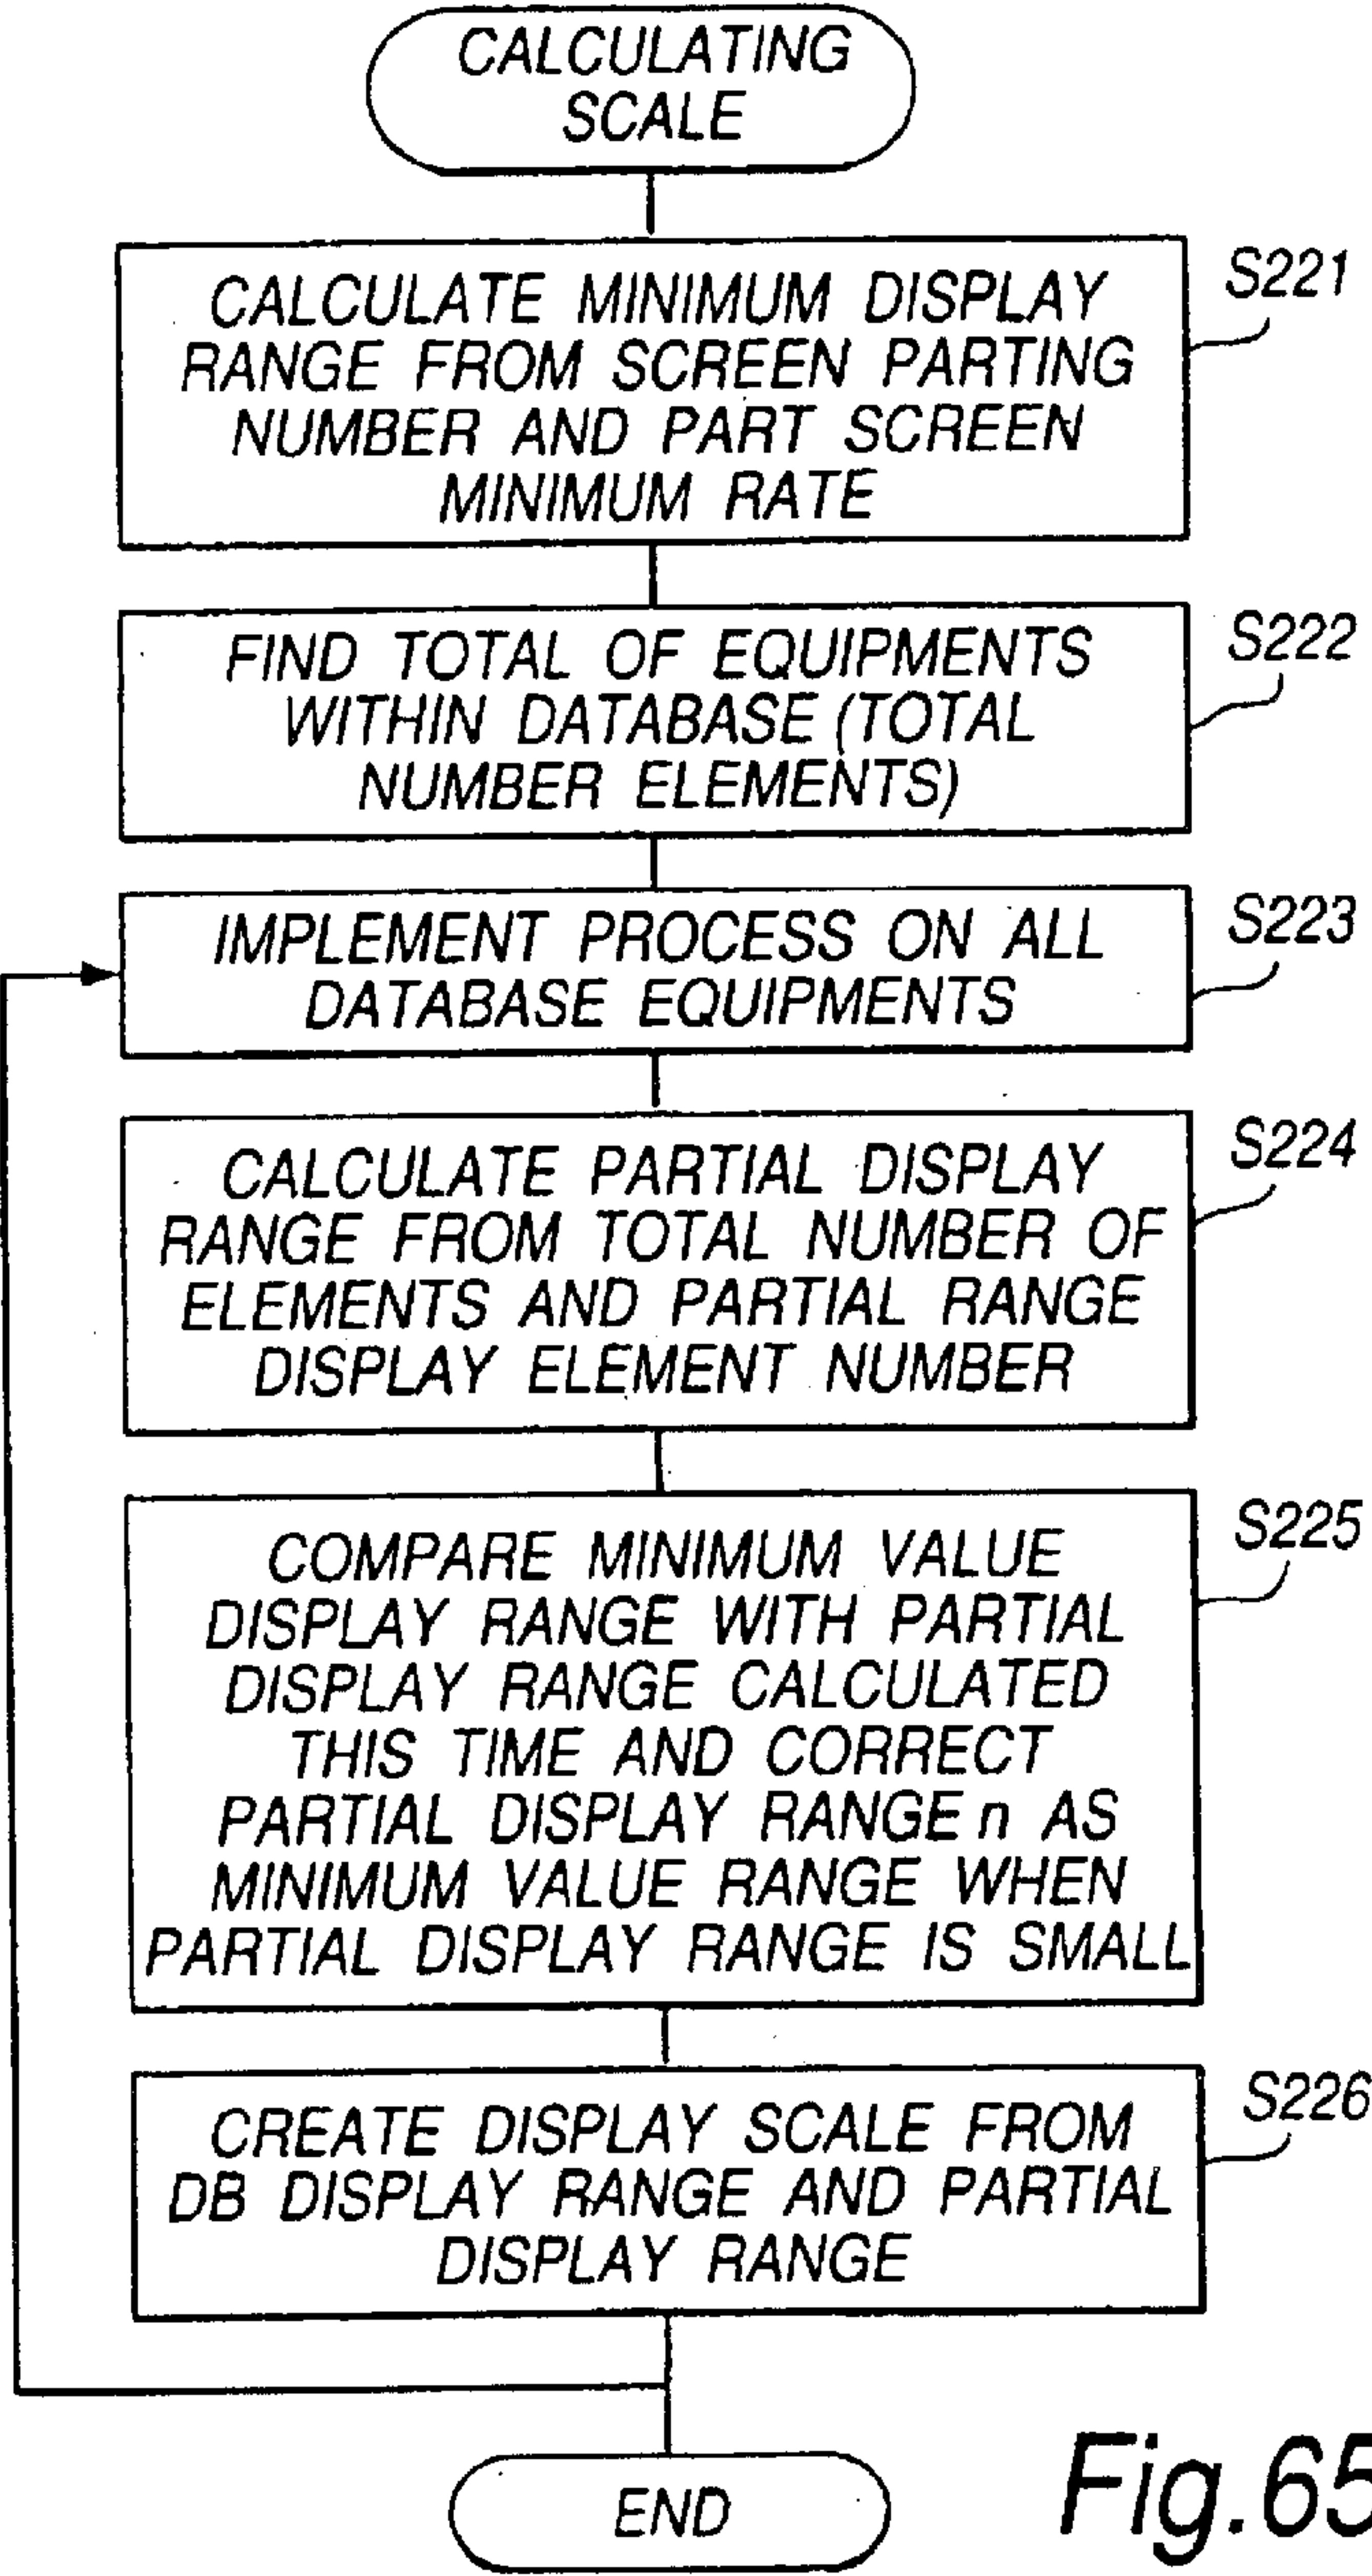 CALCULATING
SCALE
S221
CALCULATE MINIMUM DISPLAY
RANGE FROM SCREEN PARTING
NUMBER AND PART SCREEN
MINIMUM RATE
S222
FIND TOTAL OF EQUIPMENTS
WITHIN DATABASE (TOTAL
NUMBER ELEMENTS)
S223
IMPLEMENT PROCESS ON ALL
DATABASE EQUIPMENTS
S224
CALCULATE PARTIAL DISPLAY
RANGE FROM TOTAL NUMBER OF
ELEMENTS AND PARTIAL RANGE
DISPLAY ELEMENT NUMBER
S225
COMPARE MINIMUM VALUE
DISPLAY RANGE WITH PARTIAL
DISPLAY RANGE CALCULATED
THIS TIME AND CORRECT
PARTIAL DISPLAY RANGE n AS
MINIMUM VALUE RANGE WHEN
PARTIAL DISPLAY RANGE IS SMALL
S226
CREATE DISPLAY SCALE FROM
DB DISPLAY RANGE AND PARTIAL
DISPLAY RANGE
END
Fig.65